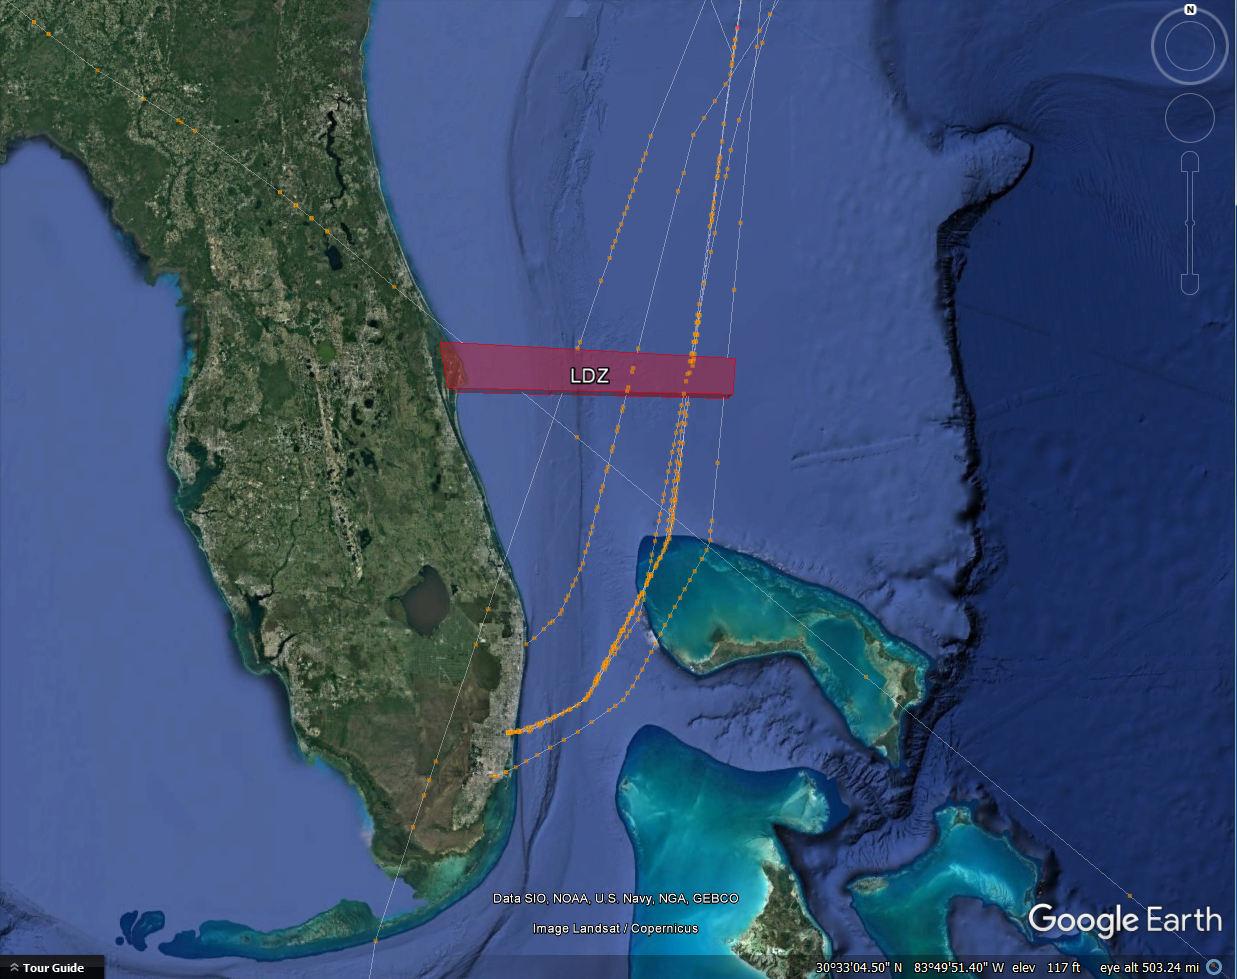 N
LDZ
Data SIO, NOAA, U.S. Navy, NGA, GEBCO
Image Landsat / Copernicus
Google Earth
Tour Guide
30°33'04.50" N 83°49'51.40" W elev 117 ft eye alt 503.24 mi